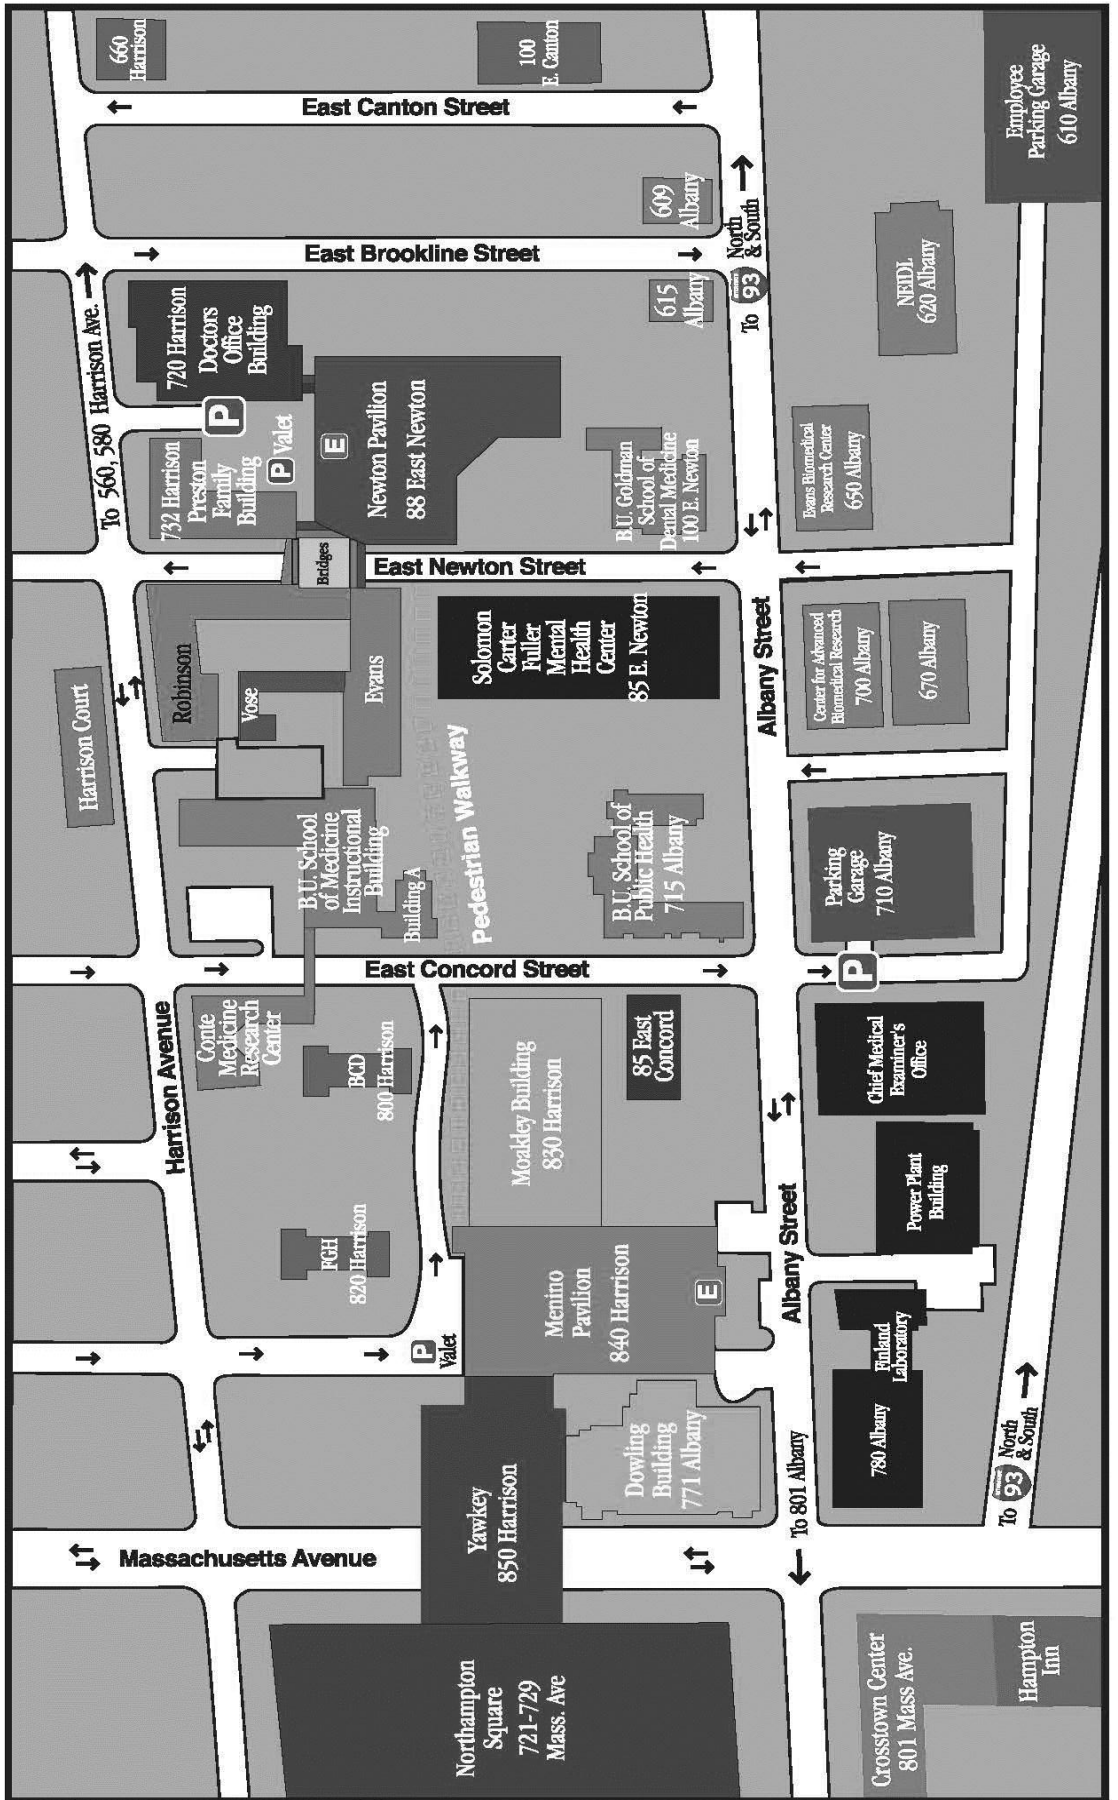 660
Harrison
100
E. Canton
Employee
Parking Garage
610 Albany
East Canton Street
609
Albany
East Brookline Street
To 93 North
& South
NEIDL
620 Albany
615
Albany
To 560, 580 Harrison Ave.
720 Harrison
Doctors
Office
Building
P
P Valet
732 Harrison
Preston
Family
Building
E
Newton Pavilion
88 East Newton
B.U. Goldman
School of
Dental Medicine
100 E. Newton
Evans Biomedical
Research Center
650 Albany
Bridges
East Newton Street
Robinson
Vose
Evans
Solomon
Carter
Fuller
Mental
Health
Center
85 E. Newton
Albany Street
Center for Advanced
Biomedical Research
700 Albany
670 Albany
Harrison Court
Pedestrian Walkway
B.U. School
of Medicine
Instructional
Building
Building A
B.U. School of
Public Health
715 Albany
Parking
Garage
710 Albany
P
East Concord Street
Harrison Avenue
Conte
Medicine
Research
Center
BCD
800 Harrison
Moakley Building
830 Harrison
85 East
Concord
Chief Medical
Examiner's
Office
Power Plant
Building
Albany Street
FGH
820 Harrison
Menino
Pavilion
840 Harrison
E
P
Valet
Finland
Laboratory
780 Albany
Dowling
Building
771 Albany
Yawkey
850 Harrison
To 801 Albany
To 93 North
& South
Massachusetts Avenue
Northampton
Square
721-729
Mass. Ave
Crosstown Center
801 Mass Ave.
Hampton
Inn